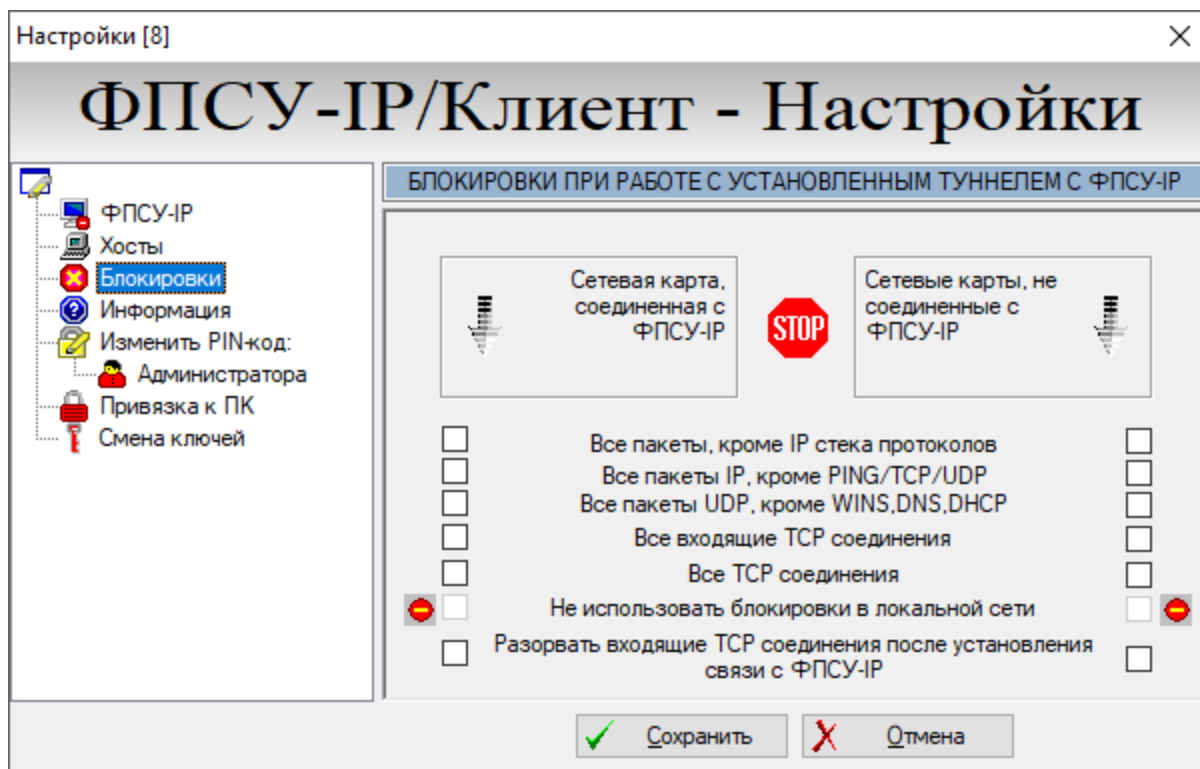 Настройки [8]
ФПСУ-IP/Клиент - Настройки
ФПСУ-IP
Хосты
Блокировки
Информация
Изменить PIN-код:
Администратора
Привязка к ПК
Смена ключей
БЛОКИРОВКИ ПРИ РАБОТЕ С УСТАНОВЛЕННЫМ ТУННЕЛЕМ С ФПСУ-IP
Сетевая карта,
соединенная с
ФПСУ-IP
STOP
Сетевые карты, не
соединенные с
ФПСУ-IP
Все пакеты, кроме IP стека протоколов
Все пакеты IP, кроме PING/TCP/UDP
Все пакеты UDP, кроме WINS,DNS,DHCP
Все входящие TCP соединения
Все TCP соединения
Не использовать блокировки в локальной сети
Разорвать входящие TCP соединения после установления
связи с ФПСУ-IP
Сохранить
Отмена